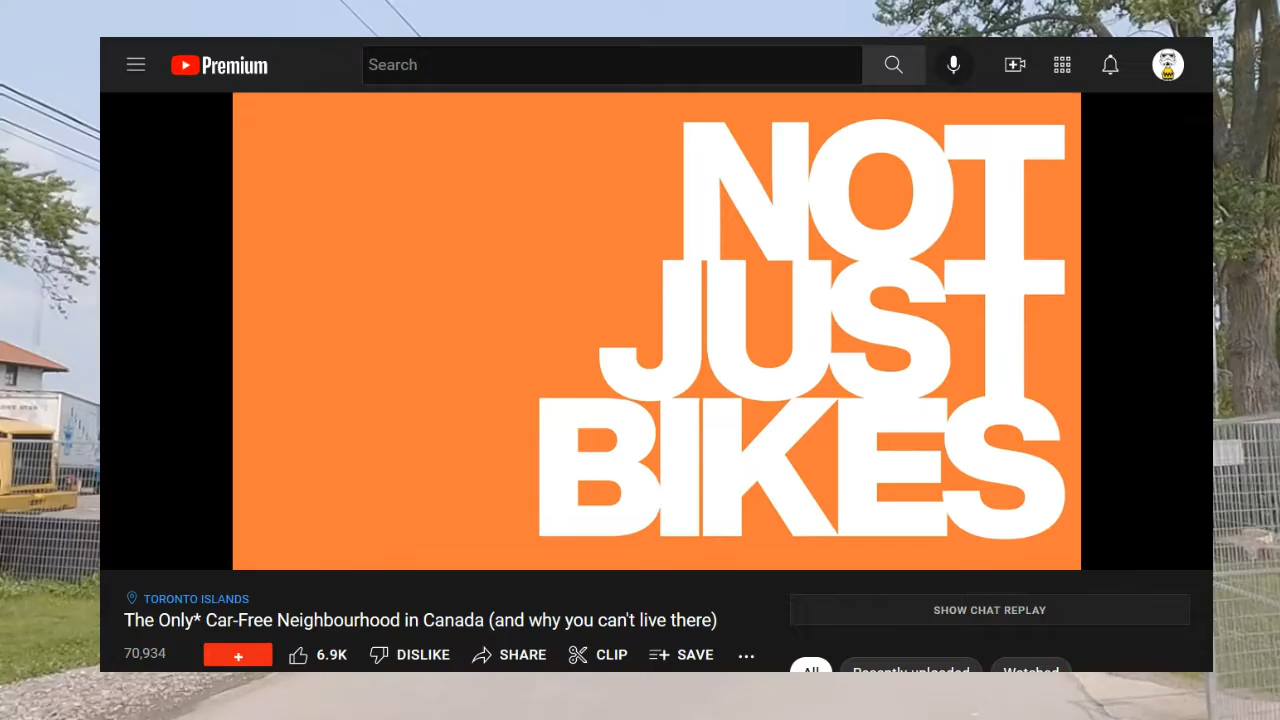 Premium
Search
NOT
JUST
BIKES
TORONTO ISLANDS
The Only* Car-Free Neighbourhood in Canada (and why you can't live there)
70,934
+
6.9K
DISLIKE
SHARE
CLIP
SAVE
...
SHOW CHAT REPLAY
All
Recently uploaded
Watched